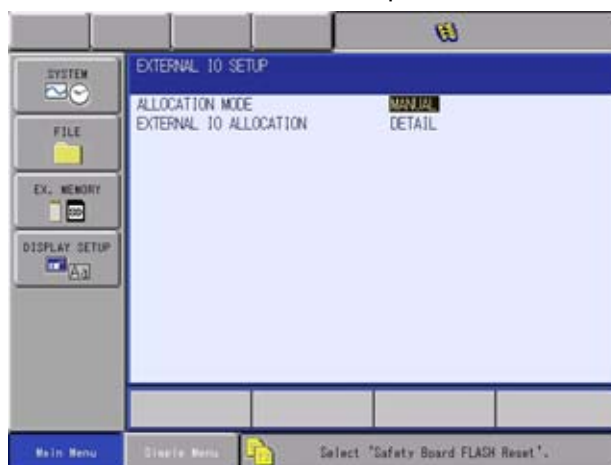 SYSTEM
EXTERNAL IO SETUP
ALLOCATION MODE MANUAL
EXTERNAL IO ALLOCATION DETAIL
FILE
EX. MEMORY
DISPLAY SETUP
Main Menu Simple Menu Select "Safety Board FLASH Reset".